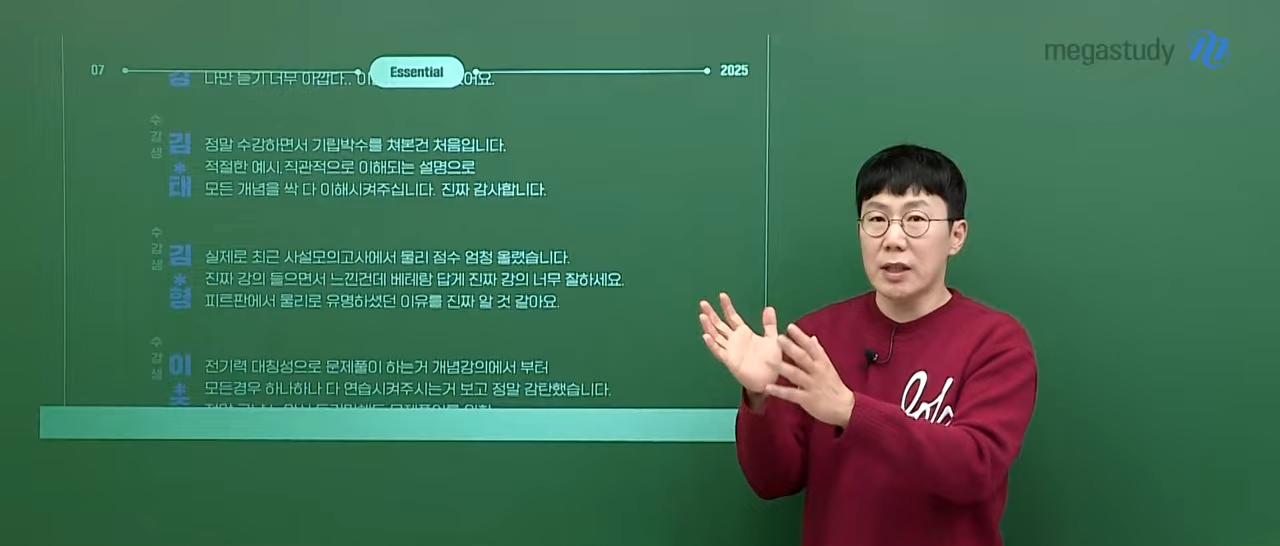 megastudy
07
Essential
2025
나만 듣기 너무 아깝다..
수강생
김*태
정말 수강하면서 기립박수를 쳐본건 처음입니다.
적절한 예시, 직관적으로 이해되는 설명으로
모든 개념을 싹 다 이해시켜주십니다. 진짜 감사합니다.
수강생
김*형
실제로 최근 사설모의고사에서 물리 점수 엄청 올렸습니다.
진짜 강의 들으면서 느낀건데 베테랑 답게 진짜 강의 너무 잘하세요.
피트판에서 물리로 유명하셨던 이유를 진짜 알 것 같아요.
수강생
이*
전기력 대칭성으로 문제풀이 하는거 개념강의에서 부터
모든경우 하나하나 다 연습시켜주시는거 보고 정말 감탄했습니다.